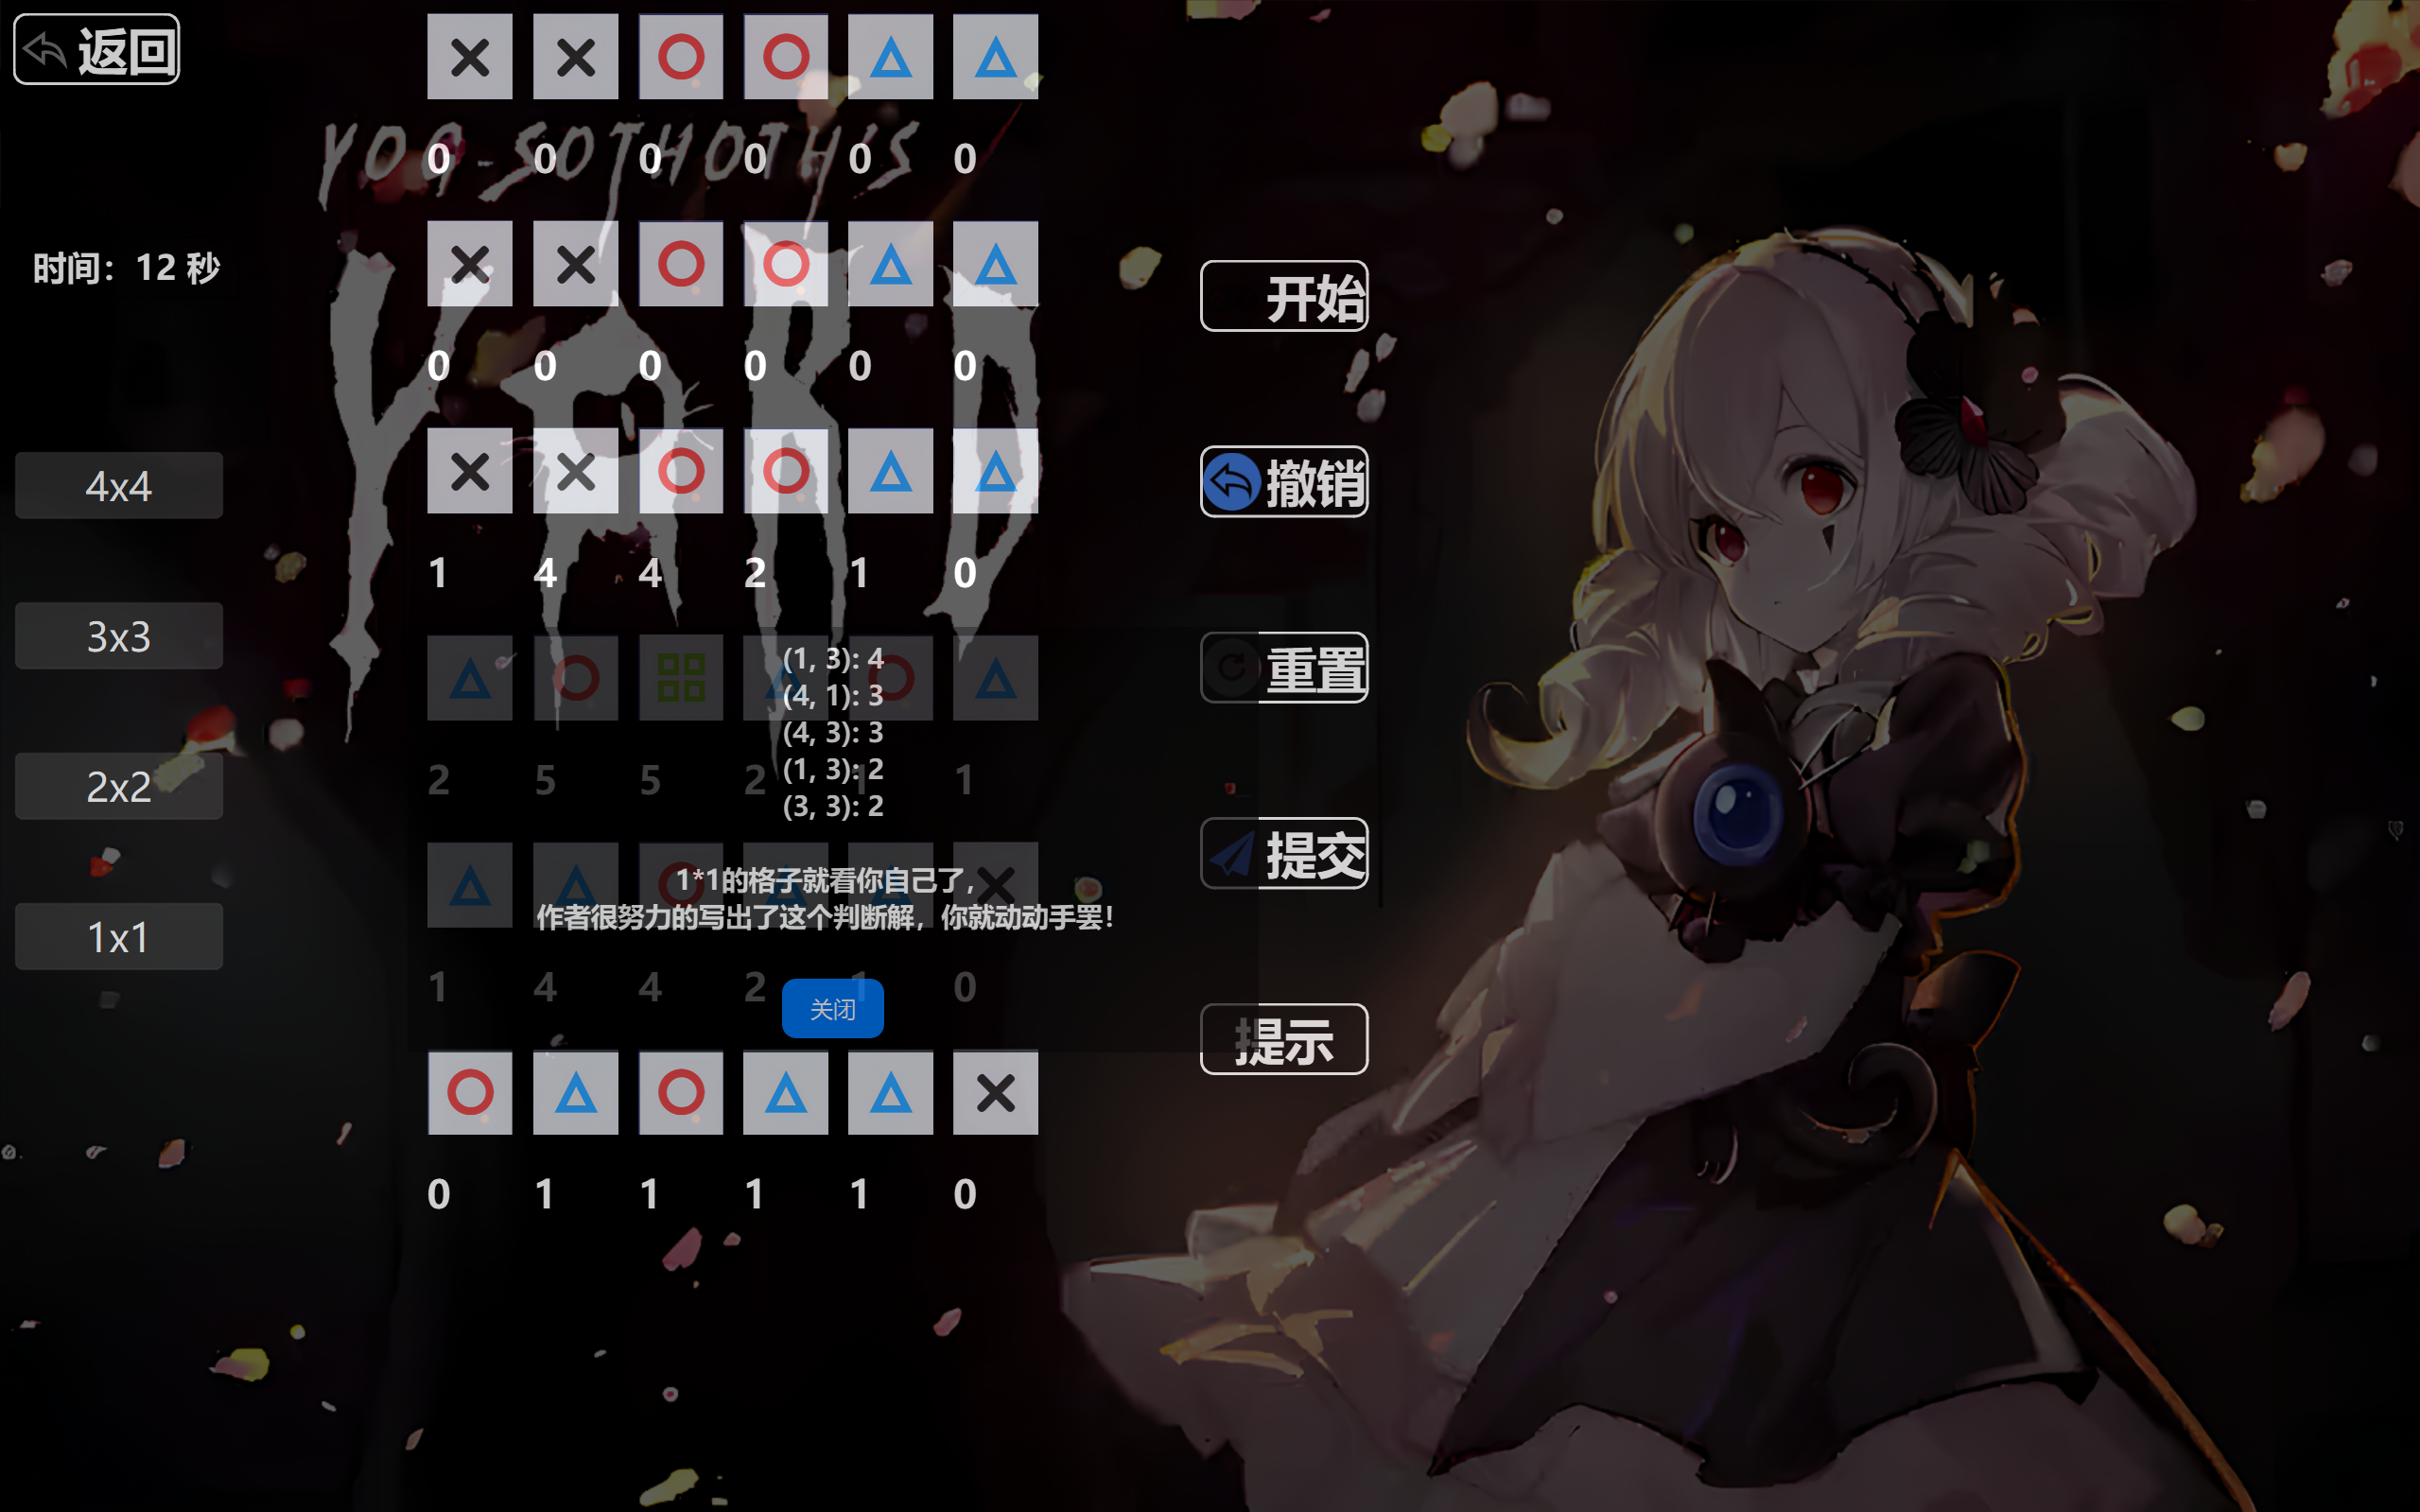 返回
YOG-SOTHOTH'S
YARD
0 0 0 0 0 0
时间：12 秒
开始
0 0 0 0 0 0
4x4
撤销
1 4 4 2 1 0
3x3
重置
(1, 3): 4
(4, 1): 3
(4, 3): 3
(1, 3): 2
(3, 3): 2
2 5 5 2 1 1
2x2
提交
1*1的格子就看你自己了，
作者很努力的写出了这个判断解，你就动动手罢！
1x1
1 4 4 2 1 0
关闭
提示
0 1 1 1 1 0